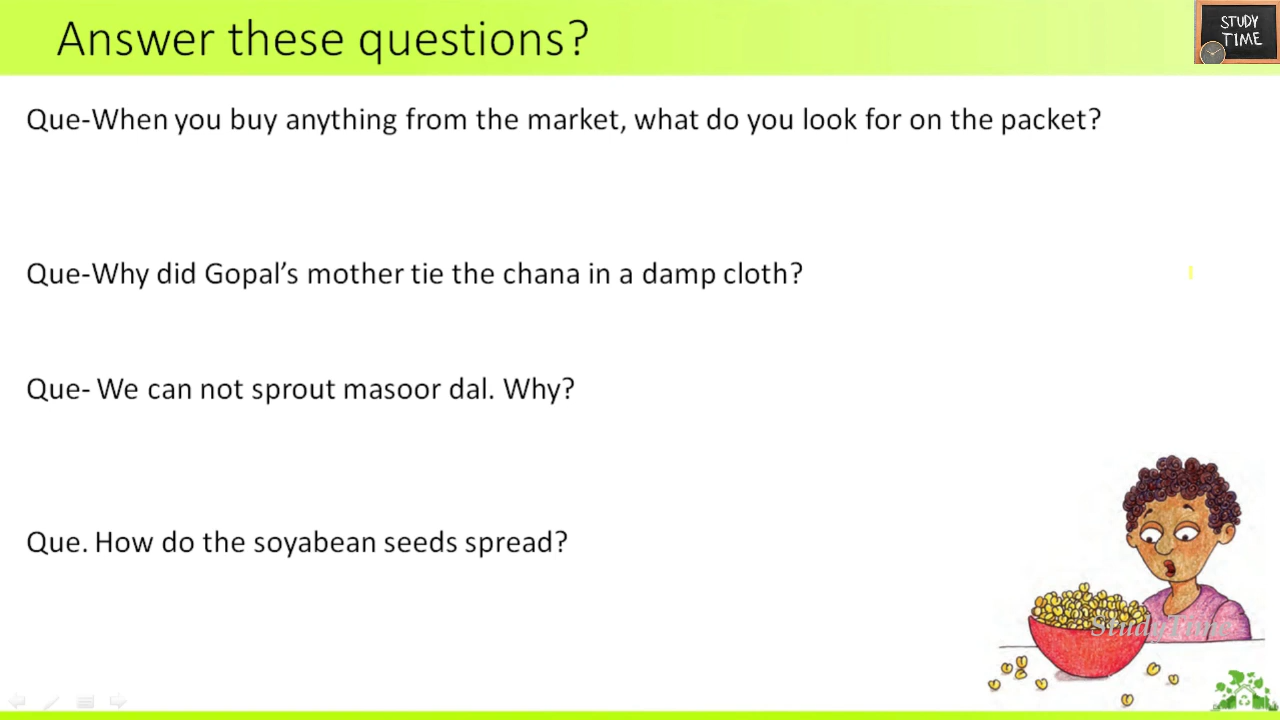 Answer these questions?
STUDY
TIME
Que-When you buy anything from the market, what do you look for on the packet?
Que-Why did Gopal’s mother tie the chana in a damp cloth?
Que- We can not sprout masoor dal. Why?
Que. How do the soyabean seeds spread?
StudyTime